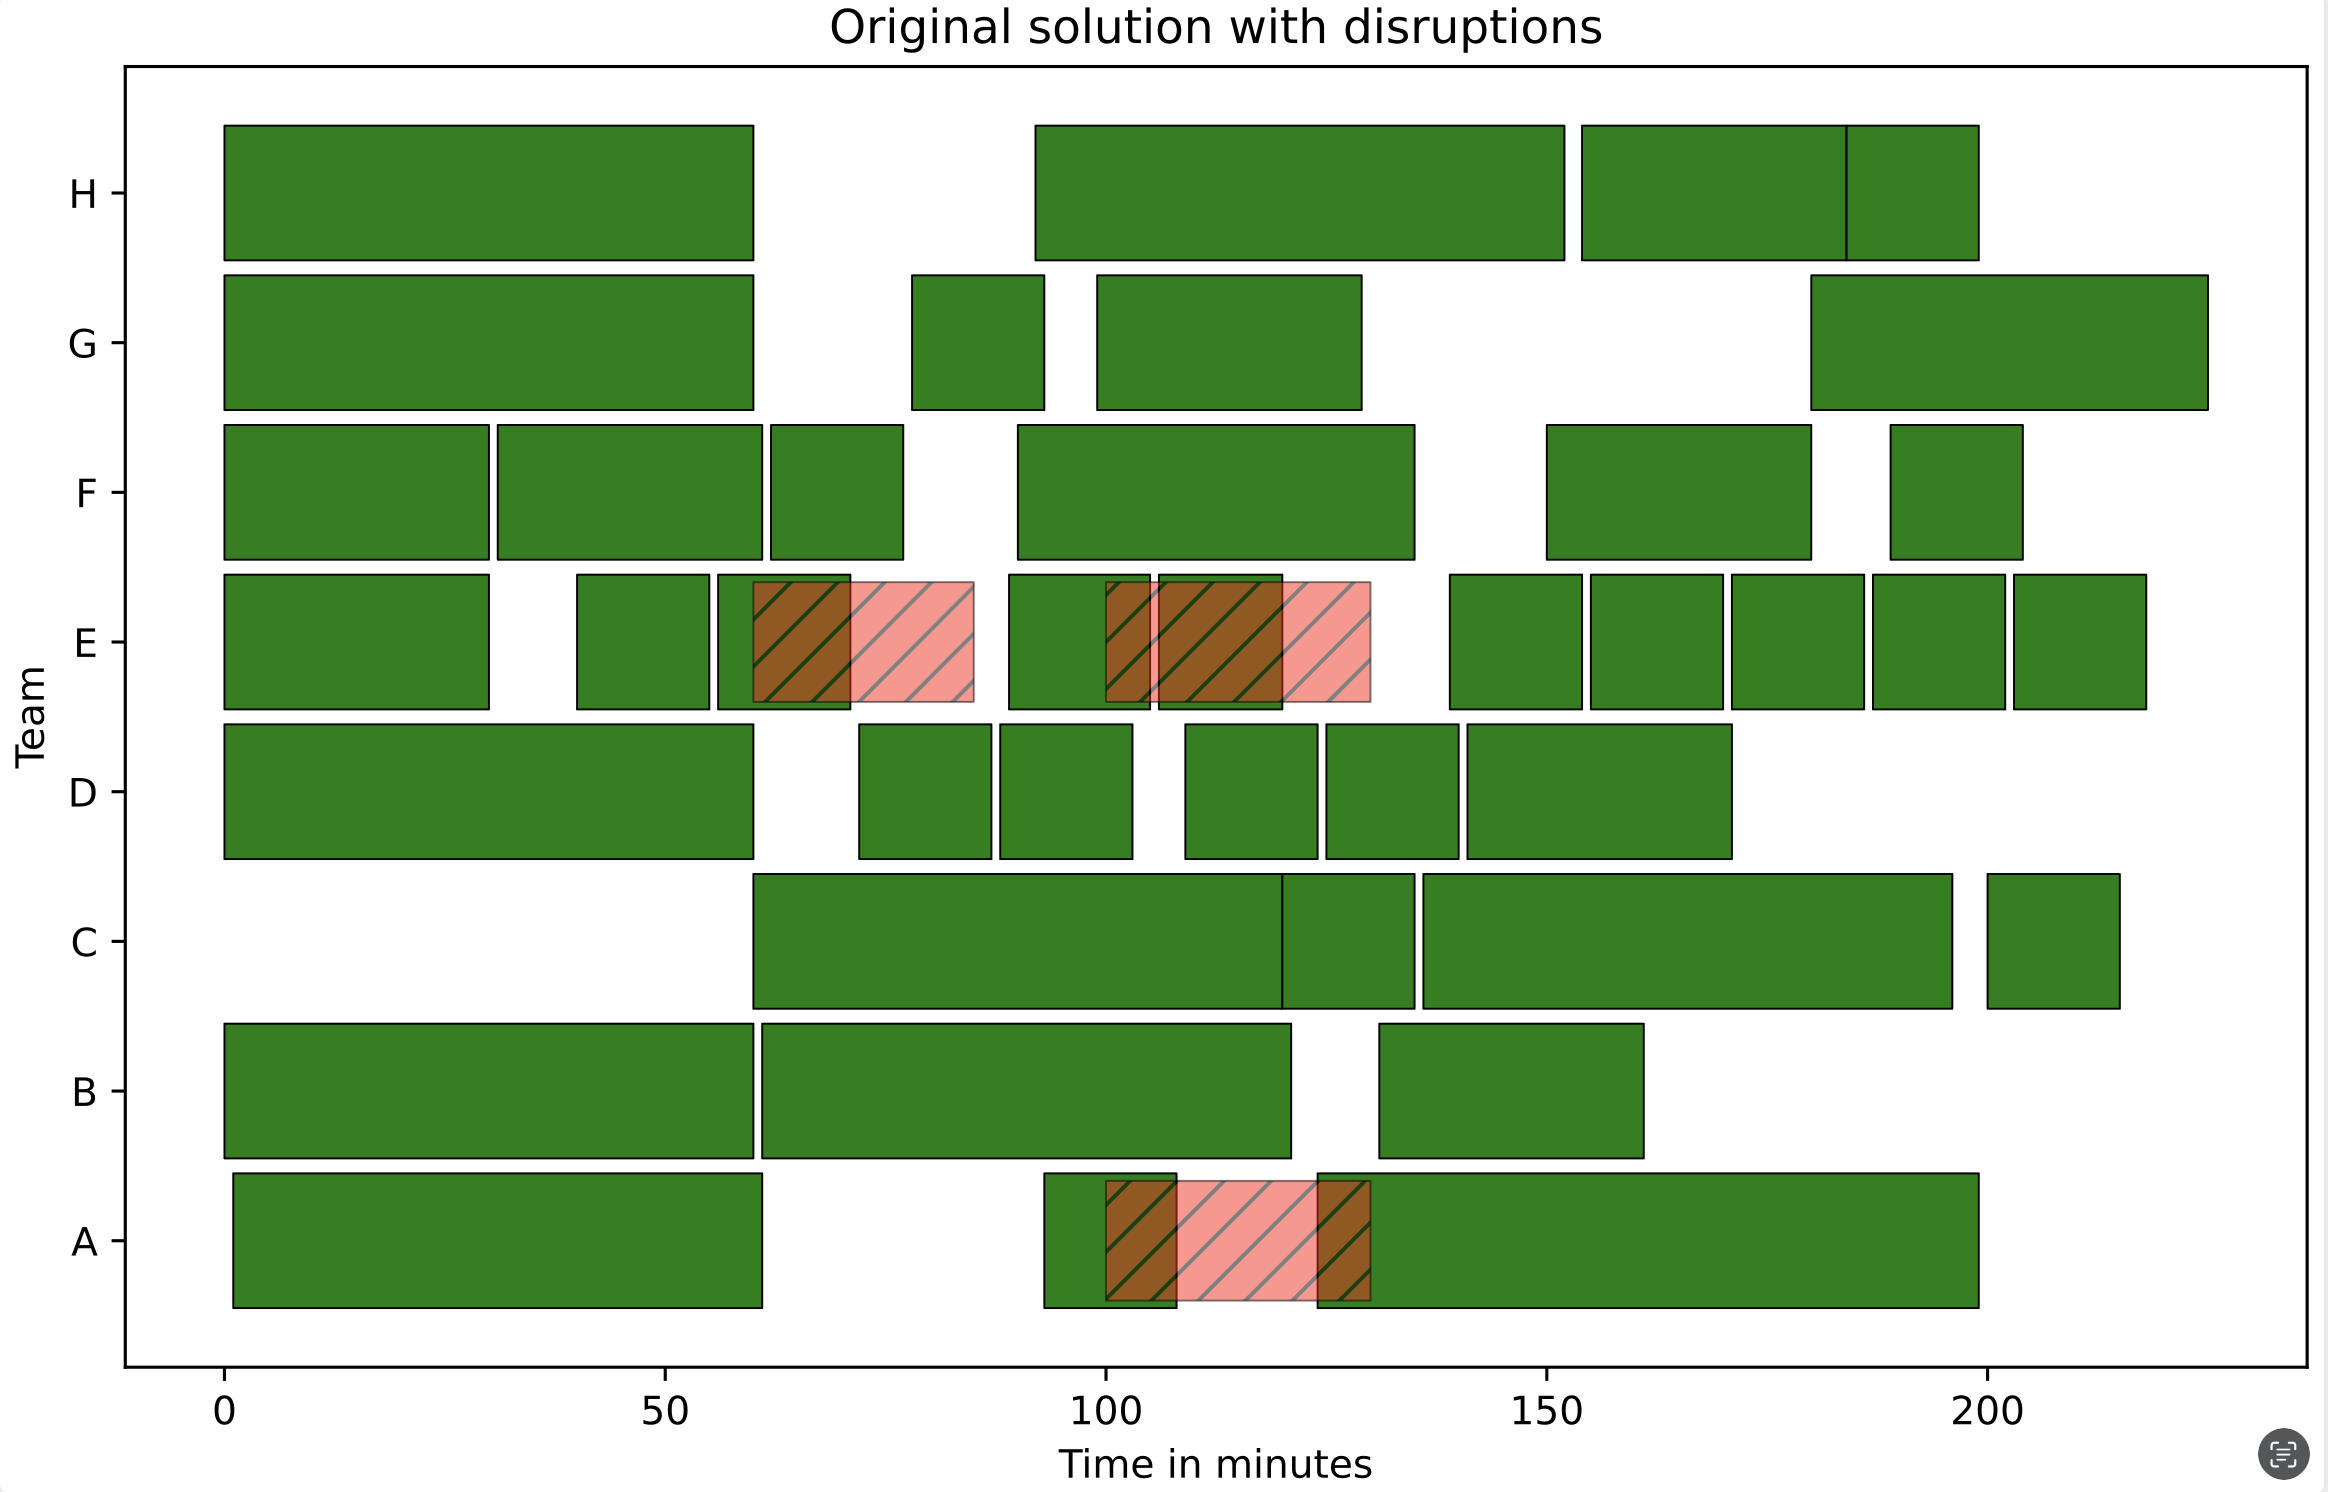 Original solution with disruptions
H
G
F
E
D
C
B
A
Team
0 50 100 150 200
Time in minutes